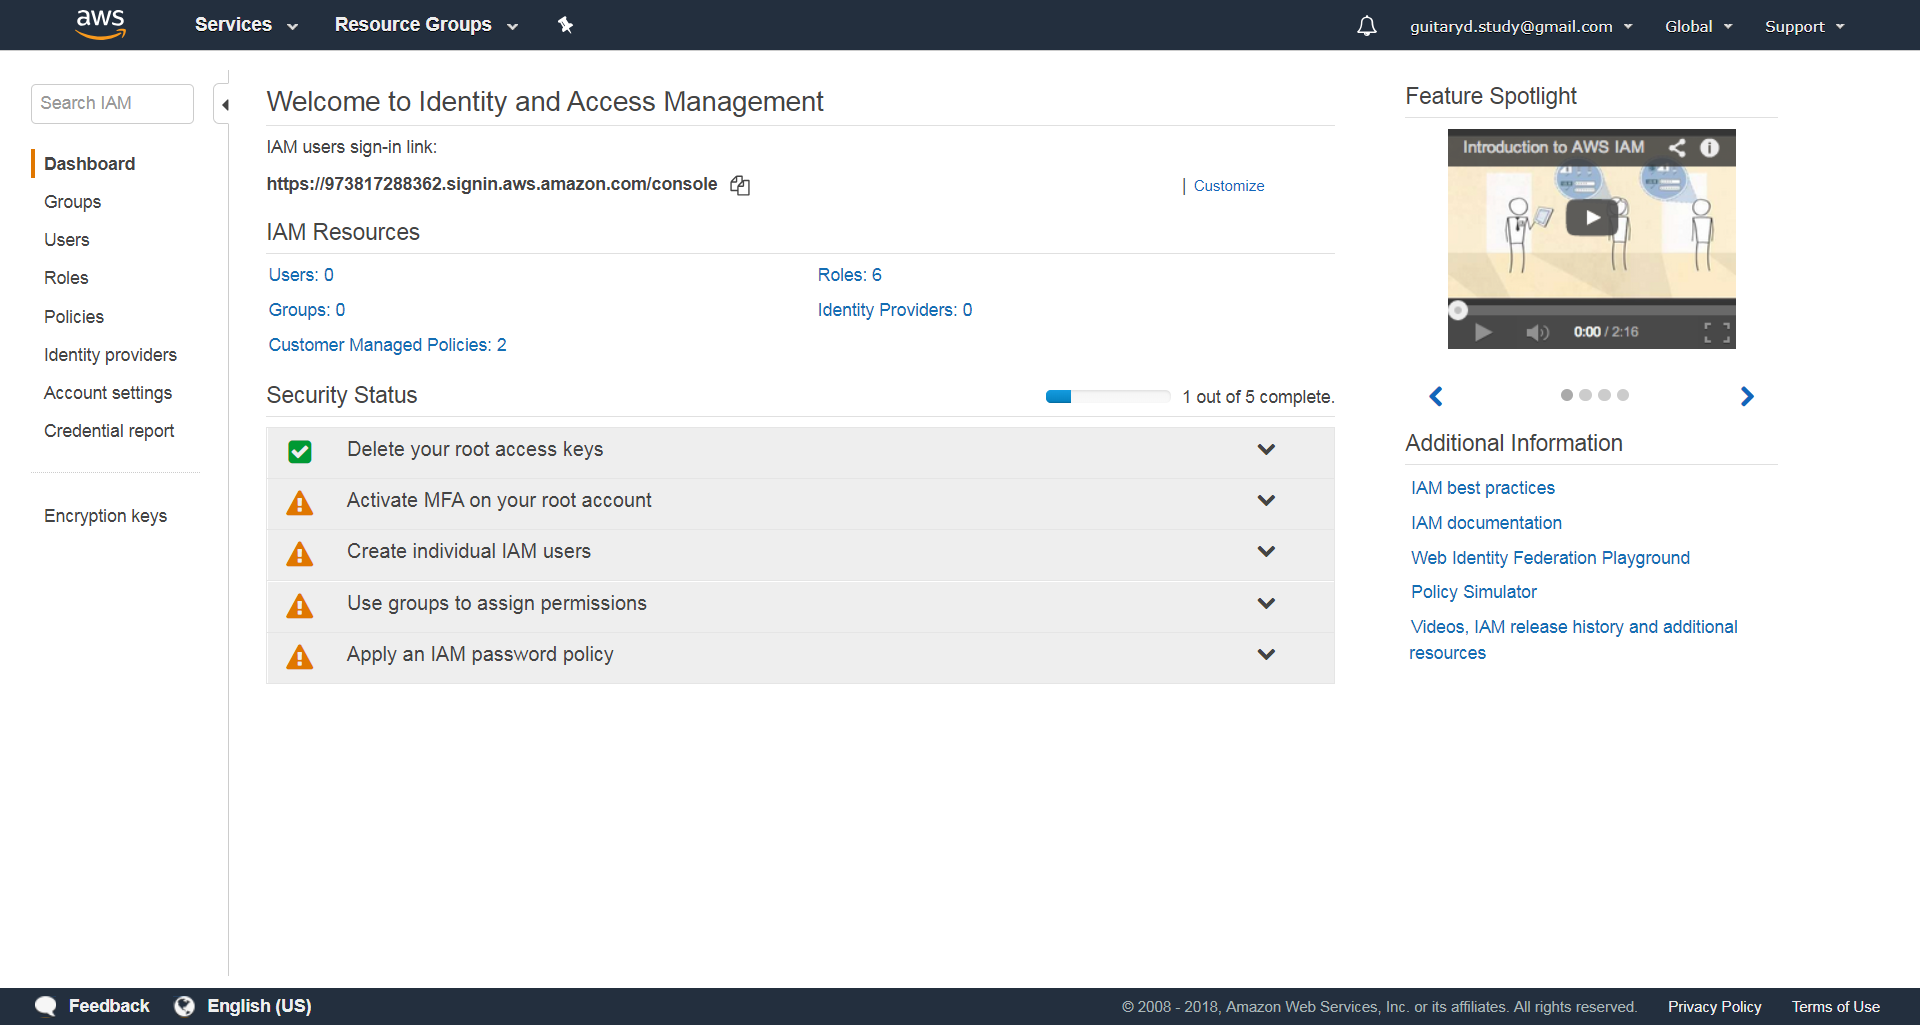 aws Services Resource Groups guitaryd.study@gmail.com Global Support
Search IAM
Dashboard
Groups
Users
Roles
Policies
Identity providers
Account settings
Credential report
Encryption keys
Welcome to Identity and Access Management
IAM users sign-in link:
https://973817288362.signin.aws.amazon.com/console | Customize
IAM Resources
Users: 0 Roles: 6
Groups: 0 Identity Providers: 0
Customer Managed Policies: 2
Security Status 1 out of 5 complete.
Delete your root access keys
Activate MFA on your root account
Create individual IAM users
Use groups to assign permissions
Apply an IAM password policy
Feature Spotlight
Introduction to AWS IAM
0:00 / 2:16
Additional Information
IAM best practices
IAM documentation
Web Identity Federation Playground
Policy Simulator
Videos, IAM release history and additional
resources
Feedback English (US) © 2008 - 2018, Amazon Web Services, Inc. or its affiliates. All rights reserved. Privacy Policy Terms of Use